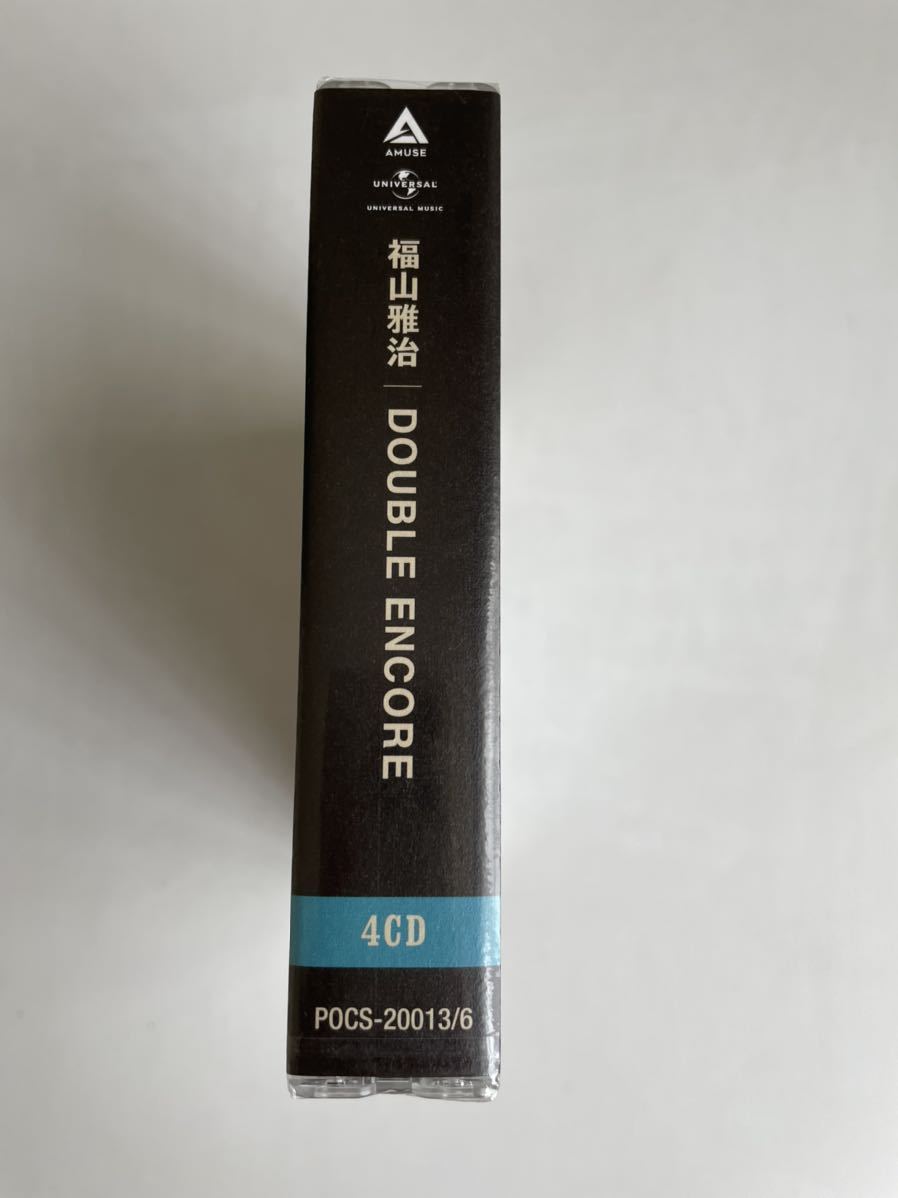 AMUSE
UNIVERSAL
UNIVERSAL MUSIC
福山雅治
DOUBLE ENCORE
4CD
POCS-20013/6